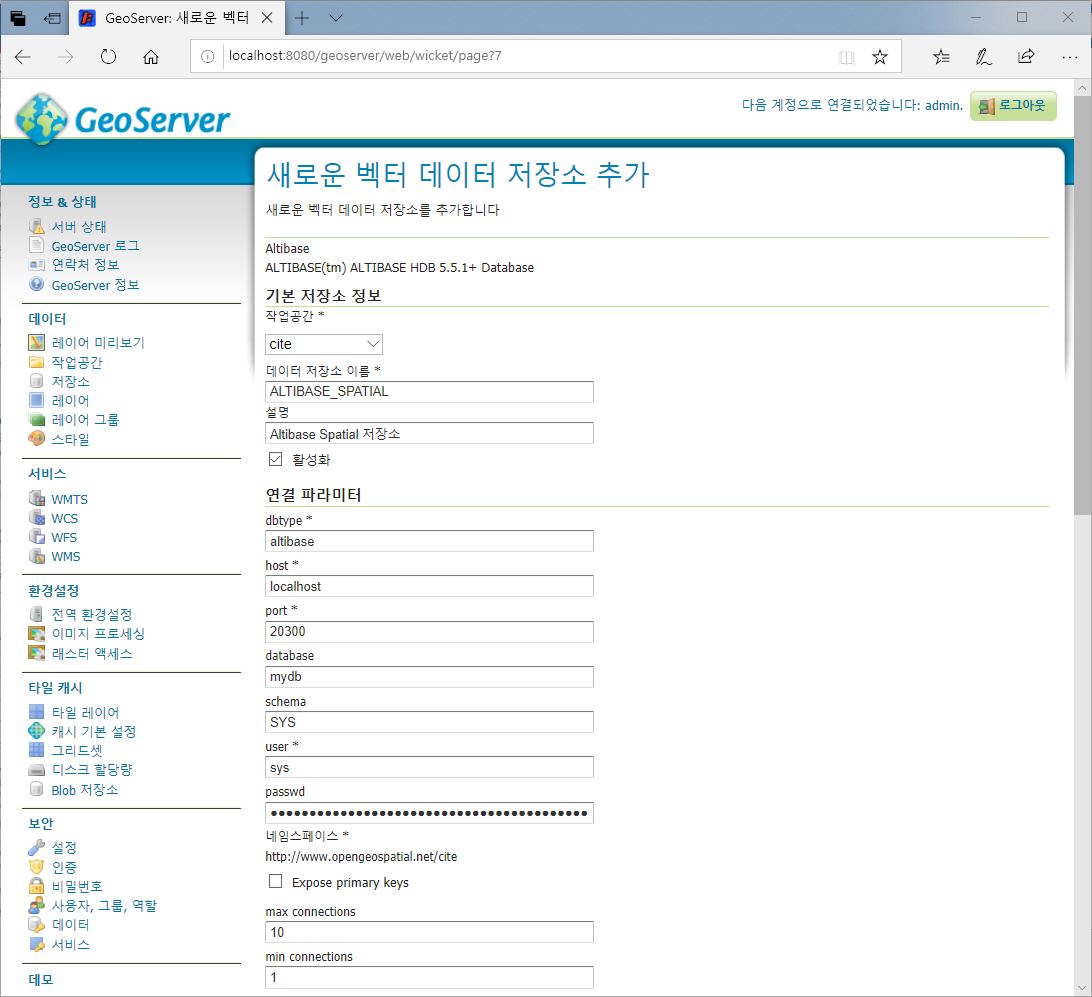 GeoServer: 새로운 벡터
localhost:8080/geoserver/web/wicket/page?7
GeoServer
다음 계정으로 연결되었습니다: admin.
로그아웃
정보 & 상태
서버 상태
GeoServer 로그
연락처 정보
GeoServer 정보
데이터
레이어 미리보기
작업공간
저장소
레이어
레이어 그룹
스타일
서비스
WMTS
WCS
WFS
WMS
환경설정
전역 환경설정
이미지 프로세싱
래스터 액세스
타일 캐시
타일 레이어
캐시 기본 설정
그리드셋
디스크 할당량
Blob 저장소
보안
설정
인증
비밀번호
사용자, 그룹, 역할
데이터
서비스
데모
새로운 벡터 데이터 저장소 추가
새로운 벡터 데이터 저장소를 추가합니다
Altibase
ALTIBASE(tm) ALTIBASE HDB 5.5.1+ Database
기본 저장소 정보
작업공간 *
cite
데이터 저장소 이름 *
ALTIBASE_SPATIAL
설명
Altibase Spatial 저장소
활성화
연결 파라미터
dbtype *
altibase
host *
localhost
port *
20300
database
mydb
schema
SYS
user *
sys
passwd
네임스페이스 *
http://www.opengeospatial.net/cite
Expose primary keys
max connections
10
min connections
1